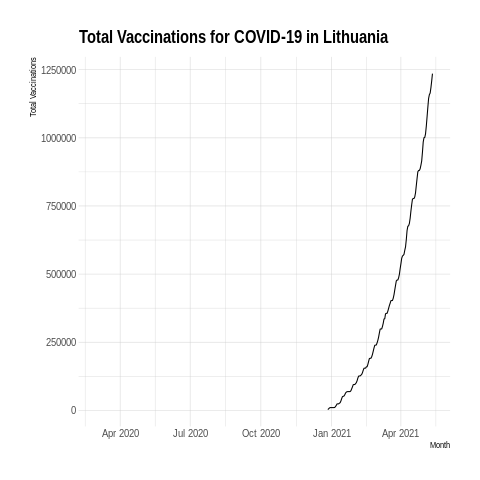 Total Vaccinations for COVID-19 in Lithuania
Total Vaccinations
1250000
1000000
750000
500000
250000
0
Apr 2020 Jul 2020 Oct 2020 Jan 2021 Apr 2021
Month